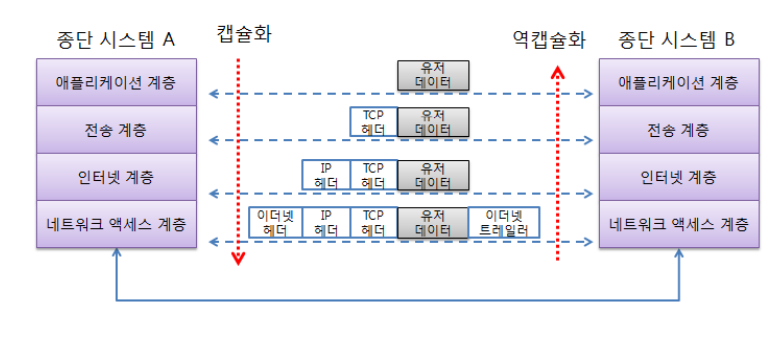 종단 시스템 A
캡슐화
역캡슐화
종단 시스템 B
애플리케이션 계층
유저
데이터
애플리케이션 계층
전송 계층
TCP
헤더
유저
데이터
전송 계층
인터넷 계층
IP
헤더
TCP
헤더
유저
데이터
인터넷 계층
네트워크 액세스 계층
이더넷
헤더
IP
헤더
TCP
헤더
유저
데이터
이더넷
트레일러
네트워크 액세스 계층